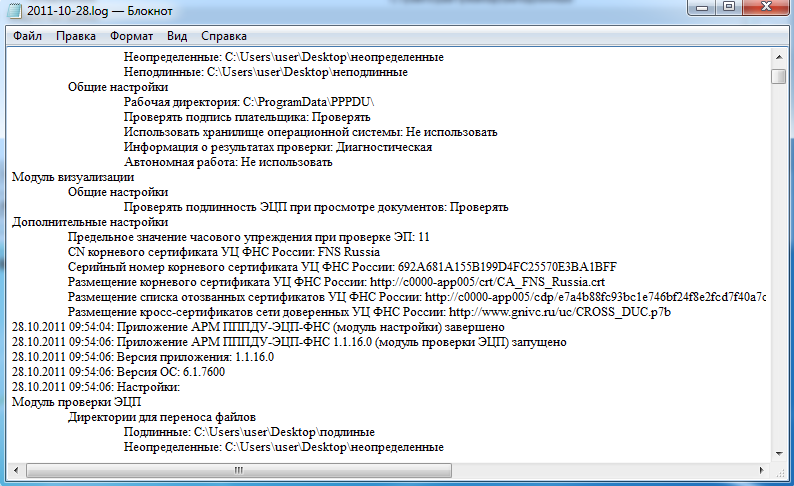 2011-10-28.log — Блокнот
Файл Правка Формат Вид Справка
Неопределенные: C:\Users\user\Desktop\неопределенные
Неподлинные: C:\Users\user\Desktop\неподлинные
Общие настройки
Рабочая директория: C:\ProgramData\PPPDU\
Проверять подпись плательщика: Проверять
Использовать хранилище операционной системы: Не использовать
Информация о результатах проверки: Диагностическая
Автономная работа: Не использовать
Модуль визуализации
Общие настройки
Проверять подлинность ЭЦП при просмотре документов: Проверять
Дополнительные настройки
Предельное значение часового упреждения при проверке ЭП: 11
CN корневого сертификата УЦ ФНС России: FNS Russia
Серийный номер корневого сертификата УЦ ФНС России: 692A681A155B199D4FC25570E3BA1BFF
Размещение корневого сертификата УЦ ФНС России: http://c0000-app005/crt/CA_FNS_Russia.crt
Размещение списка отозванных сертификатов УЦ ФНС России: http://c0000-app005/cdp/e7a4b88fc93bc1e746bf24f8e2fcd7f40a7c
Размещение кросс-сертификатов сети доверенных УЦ ФНС России: http://www.gnivc.ru/uc/CROSS_DUC.p7b
28.10.2011 09:54:04: Приложение АРМ ПППДУ-ЭЦП-ФНС (модуль настройки) завершено
28.10.2011 09:54:06: Приложение АРМ ПППДУ-ЭЦП-ФНС 1.1.16.0 (модуль проверки ЭЦП) запущено
28.10.2011 09:54:06: Версия приложения: 1.1.16.0
28.10.2011 09:54:06: Версия ОС: 6.1.7600
28.10.2011 09:54:06: Настройки:
Модуль проверки ЭЦП
Директории для переноса файлов
Подлинные: C:\Users\user\Desktop\подлиные
Неопределенные: C:\Users\user\Desktop\неопределенные